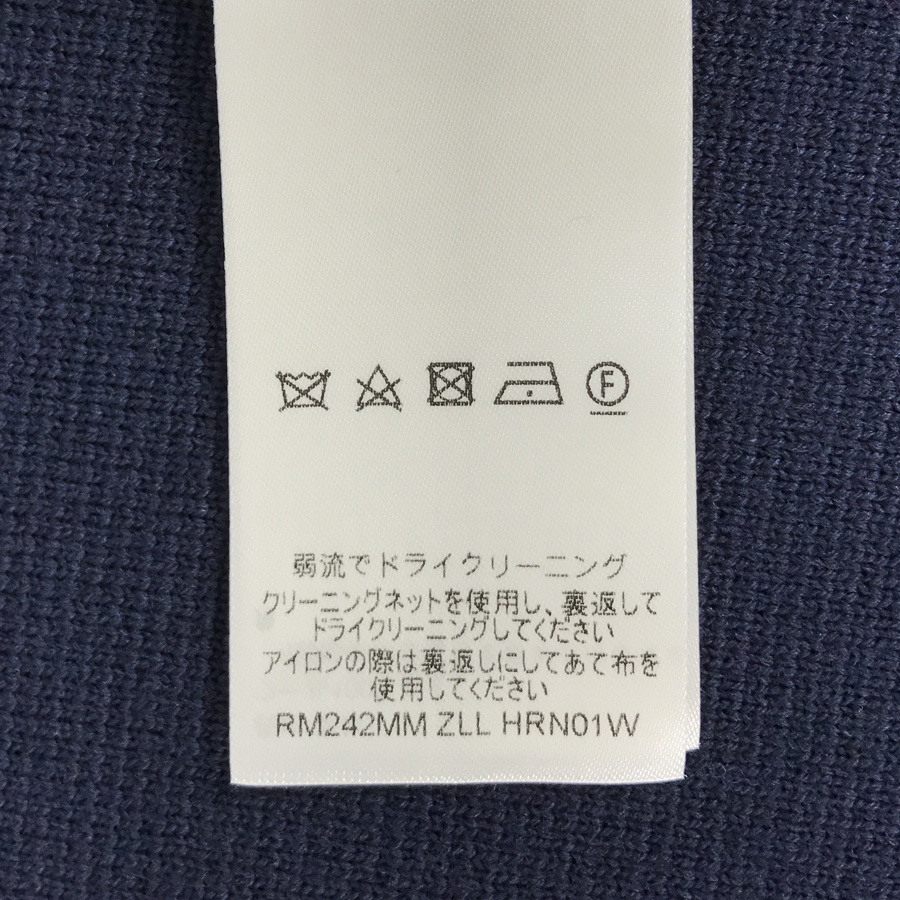 F
弱流でドライクリーニング
クリーニングネットを使用し、裏返して
ドライクリーニングしてください
アイロンの際は裏返しにしてあて布を
使用してください
RM242MM ZLL HRN01W